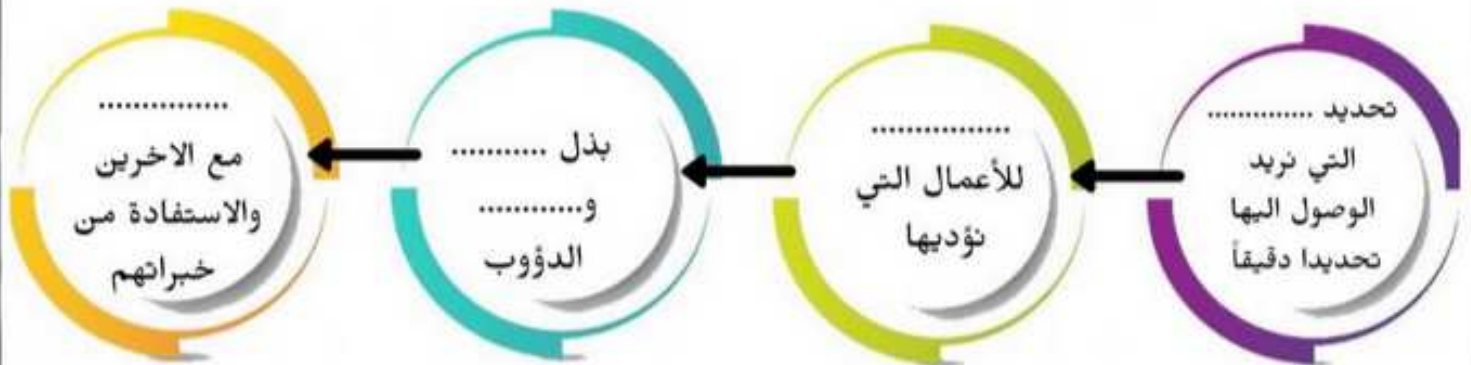 تحديد ..............
التي نريد
الوصول اليها
تحديدا دقيقاً
................
للأعمال التي
نؤديها
بذل ...........
و............
الدؤوب
...............
مع الاخرين
والاستفادة من
خبراتهم